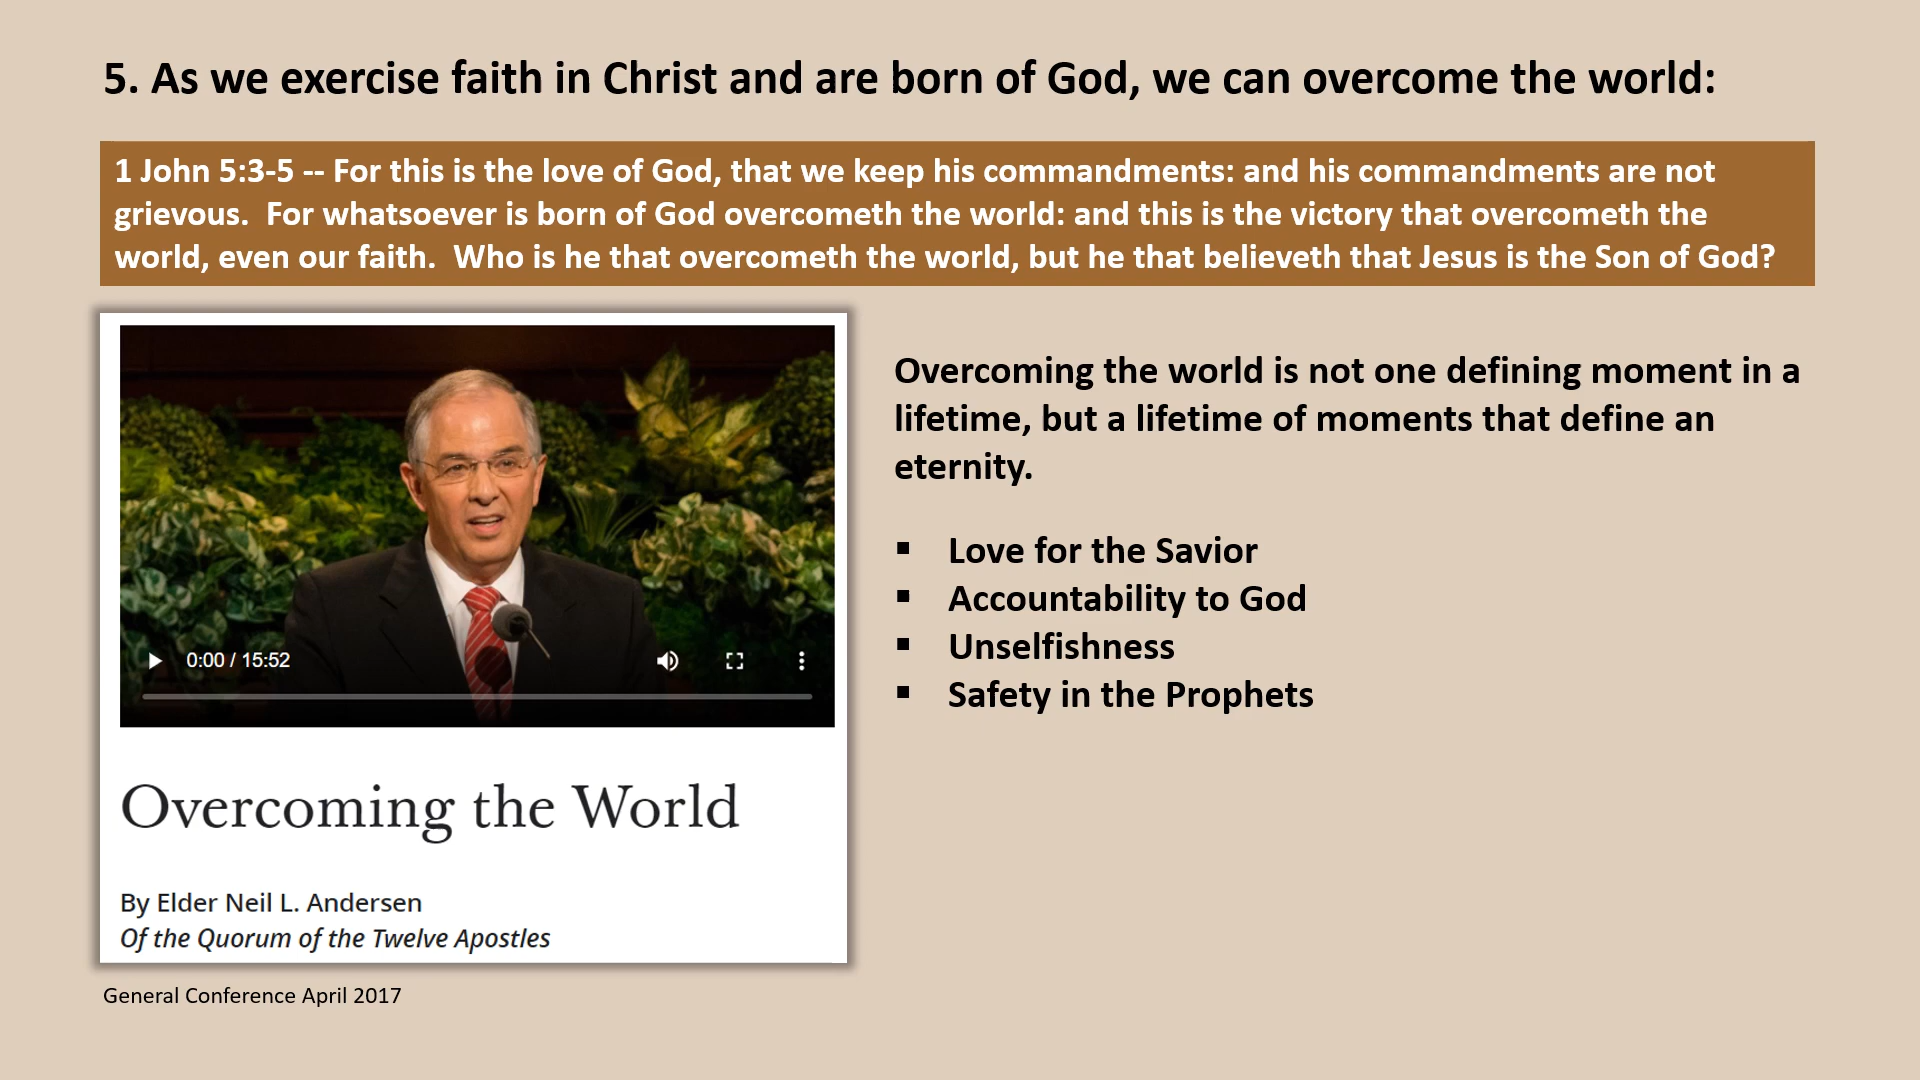 5. As we exercise faith in Christ and are born of God, we can overcome the world:
1 John 5:3-5 -- For this is the love of God, that we keep his commandments: and his commandments are not
grievous.  For whatsoever is born of God overcometh the world: and this is the victory that overcometh the
world, even our faith.  Who is he that overcometh the world, but he that believeth that Jesus is the Son of God?
0:00 / 15:52
Overcoming the World
By Elder Neil L. Andersen
Of the Quorum of the Twelve Apostles
General Conference April 2017
Overcoming the world is not one defining moment in a
lifetime, but a lifetime of moments that define an
eternity.
▪ Love for the Savior
▪ Accountability to God
▪ Unselfishness
▪ Safety in the Prophets